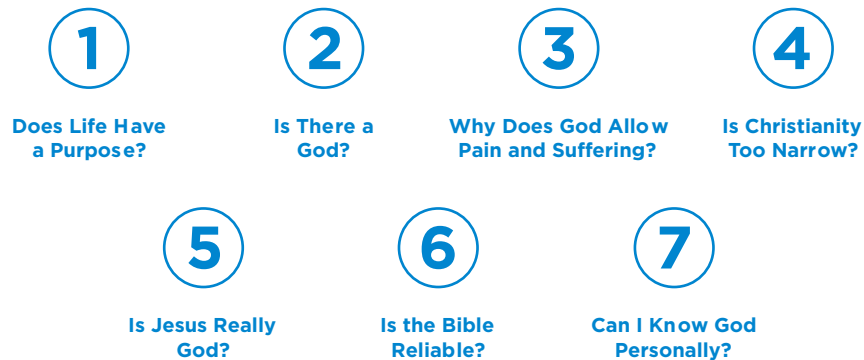 1
2
3
4
Does Life Have
a Purpose?
Is There a
God?
Why Does God Allow
Pain and Suffering?
Is Christianity
Too Narrow?
5
6
7
Is Jesus Really
God?
Is the Bible
Reliable?
Can I Know God
Personally?